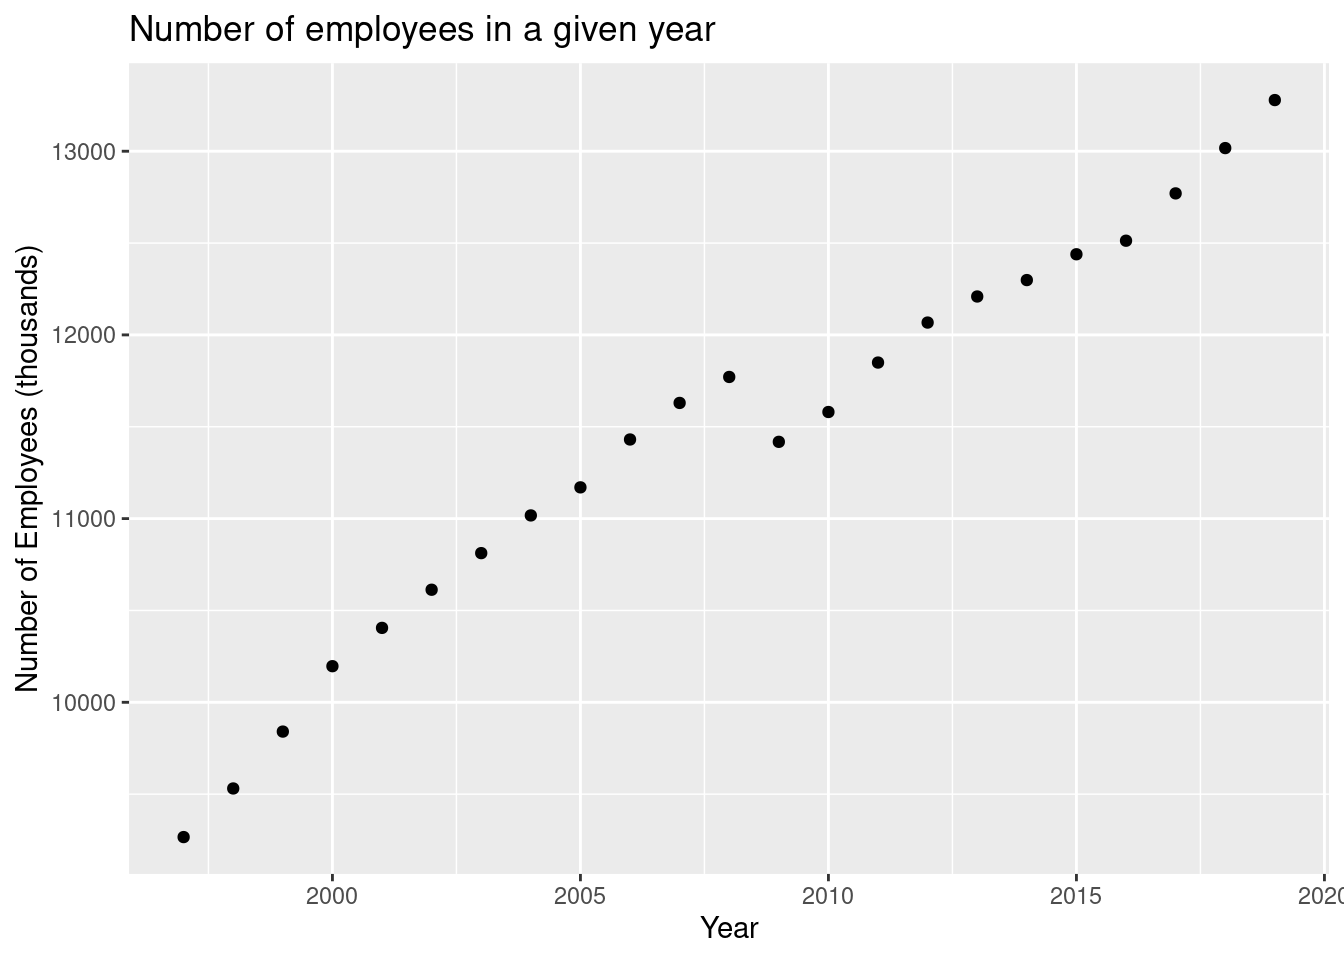 Number of employees in a given year
Number of Employees (thousands)
13000
12000
11000
10000
2000 2005 2010 2015 2020
Year